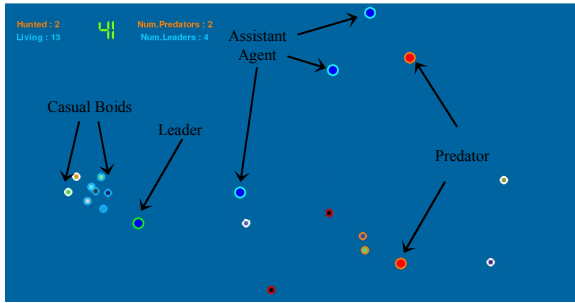 Hunted : 2
Living : 13
41
Num.Predators : 2
Num.Leaders : 4
Assistant
Agent
Casual Boids
Leader
Predator